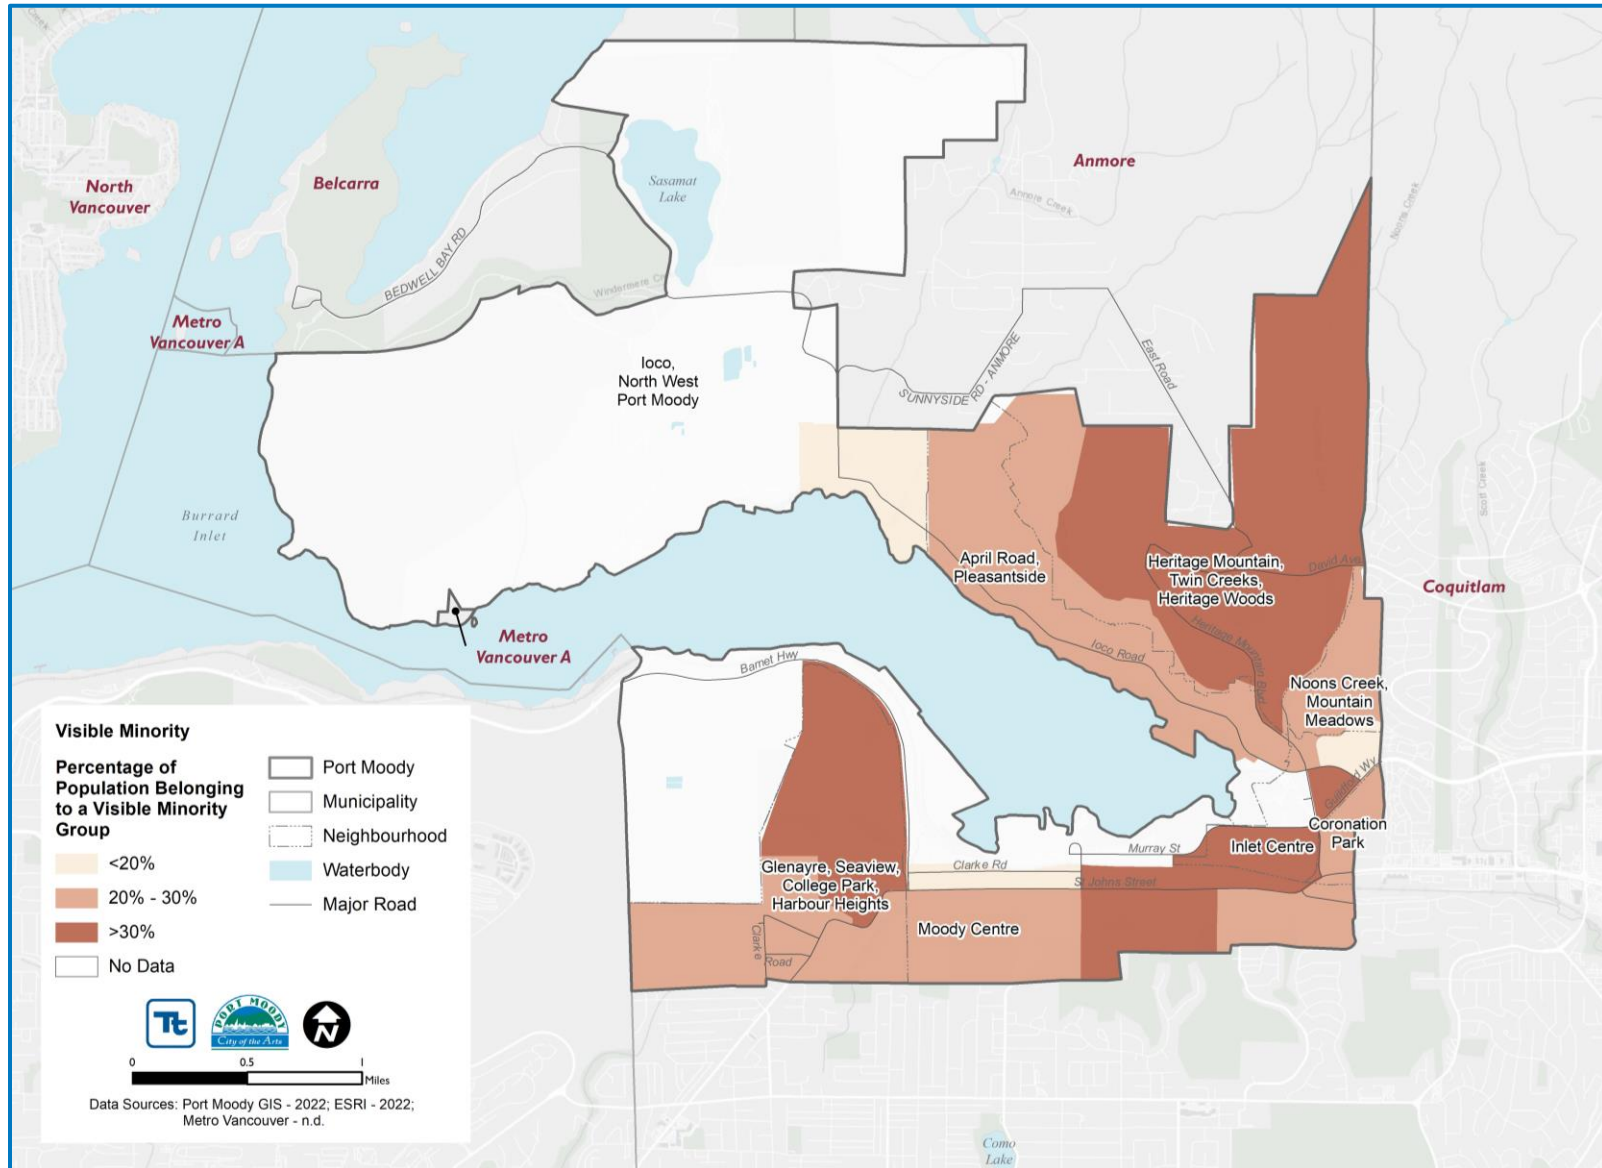 North
Vancouver
Belcarra
Sasamat
Lake
Anmore
Anmore Creek
Noons Creek
BEDWELL BAY RD
Windermere Cr
Metro
Vancouver A
Ioco,
North West
Port Moody
SUNNYSIDE RD - ANMORE
East Road
Scott Creek
Burrard
Inlet
April Road,
Pleasantside
Heritage Mountain,
Twin Creeks,
Heritage Woods
David Ave
Coquitlam
Metro
Vancouver A
Barnet Hwy
Ioco Road
Heritage Mountain Blvd
Noons Creek,
Mountain
Meadows
Guildford Wy
Coronation
Park
Murray St
Inlet Centre
Clarke Rd
St Johns Street
Glenayre, Seaview,
College Park,
Harbour Heights
Moody Centre
Clarke
Road
Como
Lake
Visible Minority
Percentage of
Population Belonging
to a Visible Minority
Group
<20%
20% - 30%
>30%
No Data
Port Moody
Municipality
Neighbourhood
Waterbody
Major Road
Tt
PORT MOODY
City of the Arts
N
0 0.5 1
Miles
Data Sources: Port Moody GIS - 2022; ESRI - 2022;
Metro Vancouver - n.d.